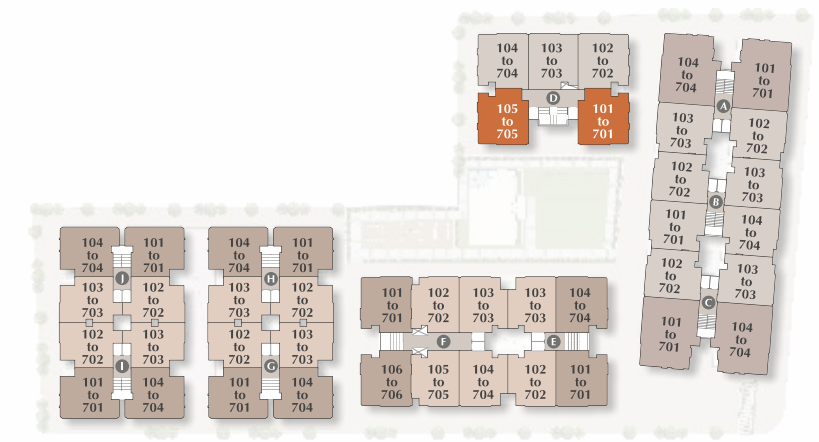 104 to 704
103 to 703
102 to 702
D
105 to 705
101 to 701
104 to 704
101 to 701
A
103 to 703
102 to 702
102 to 702
103 to 703
B
101 to 701
104 to 704
102 to 702
103 to 703
C
101 to 701
104 to 704
104 to 704
101 to 701
J
103 to 703
102 to 702
102 to 702
103 to 703
I
101 to 701
104 to 704
104 to 704
101 to 701
H
103 to 703
102 to 702
102 to 702
103 to 703
G
101 to 701
104 to 704
101 to 701
102 to 702
103 to 703
103 to 703
104 to 704
F
E
106 to 706
105 to 705
104 to 704
102 to 702
101 to 701